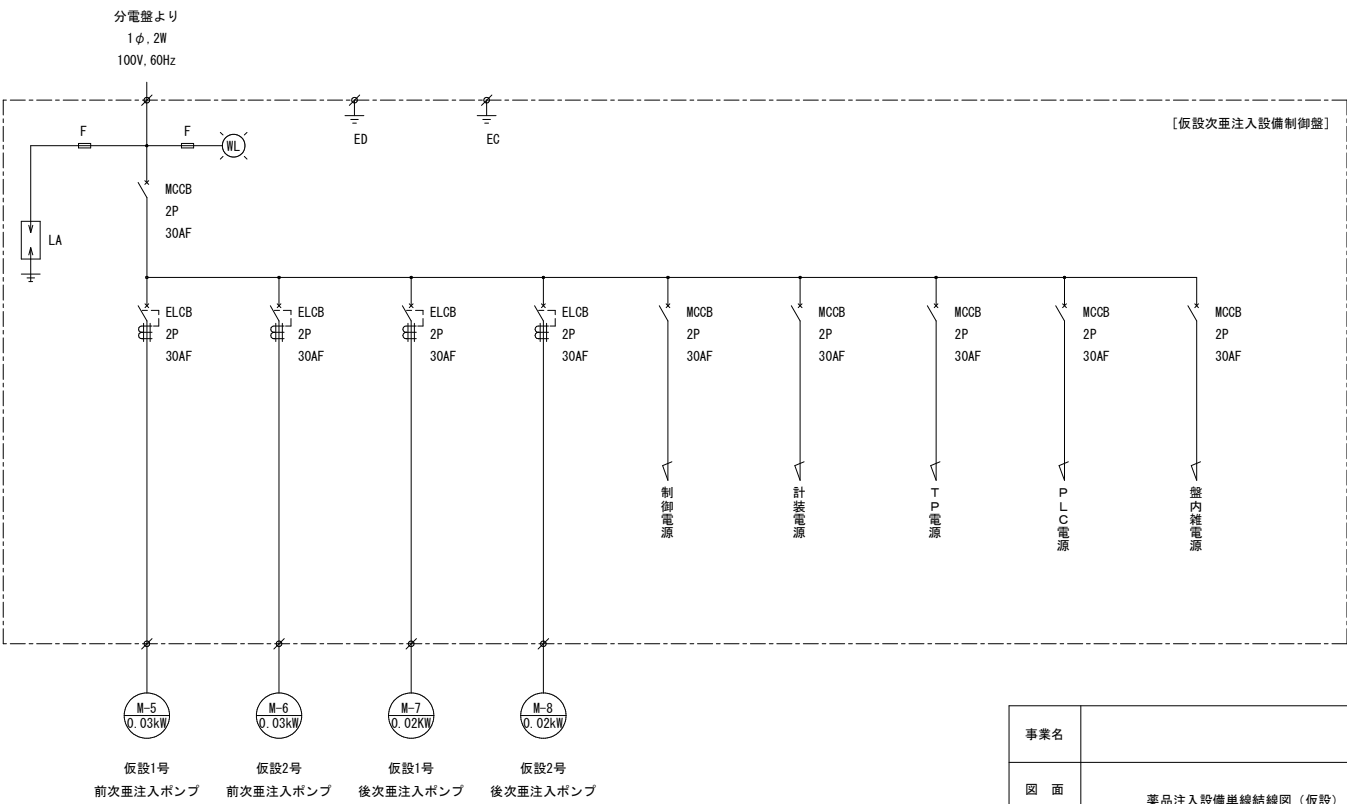 分電盤より
1φ, 2W
100V, 60Hz
ED
EC
[仮設次亜注入設備制御盤]
F
F
WL
LA
MCCB
2P
30AF
ELCB
2P
30AF
ELCB
2P
30AF
ELCB
2P
30AF
ELCB
2P
30AF
MCCB
2P
30AF
MCCB
2P
30AF
MCCB
2P
30AF
MCCB
2P
30AF
MCCB
2P
30AF
制御電源
計装電源
TP電源
PLC電源
盤内雑電源
M-5
0.03kW
仮設1号
前次亜注入ポンプ
M-6
0.03kW
仮設2号
前次亜注入ポンプ
M-7
0.02KW
仮設1号
後次亜注入ポンプ
M-8
0.02kW
仮設2号
後次亜注入ポンプ
事業名
図 面
薬品注入設備単線結線図(仮設)